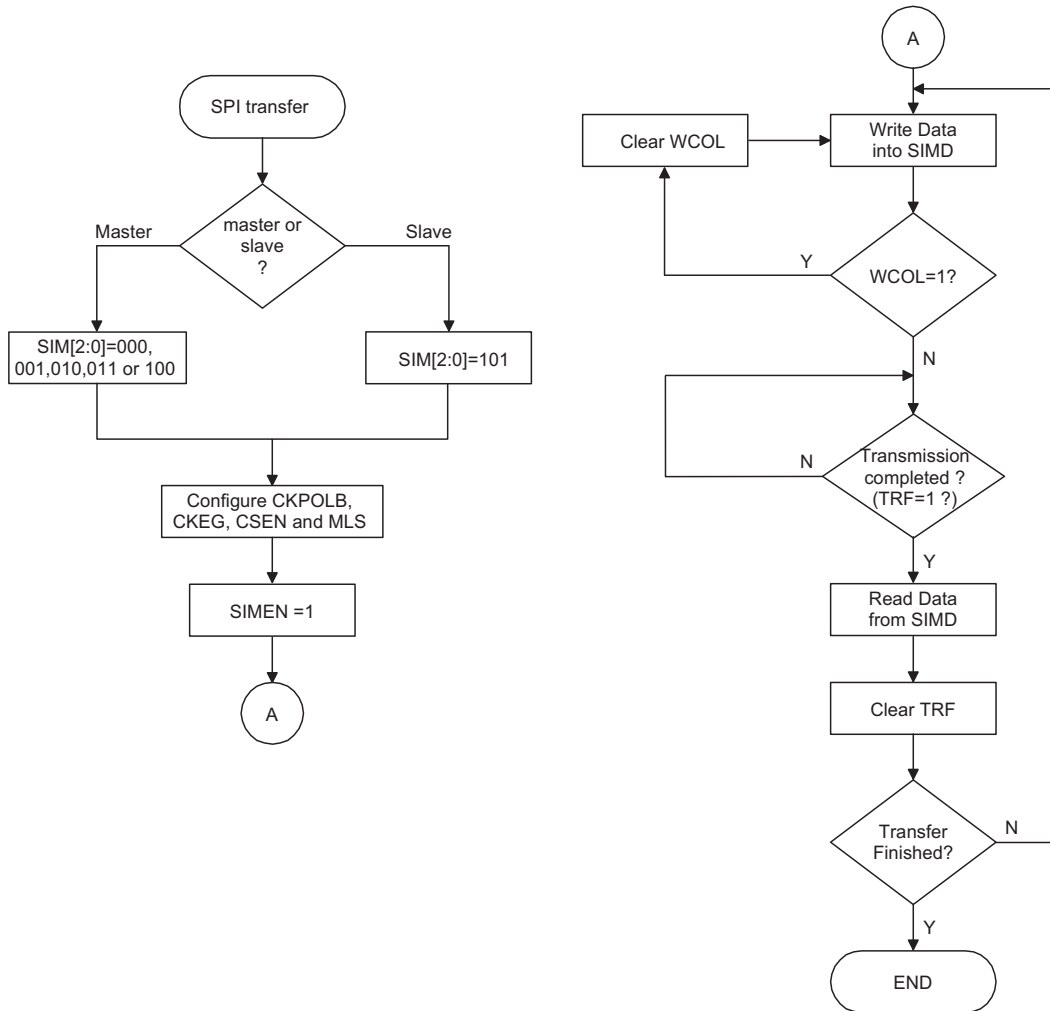 SPI transfer
master or
slave
?
Master
Slave
SIM[2:0]=000,
001,010,011 or 100
SIM[2:0]=101
Configure CKPOLB,
CKEG, CSEN and MLS
SIMEN =1
A
A
Write Data
into SIMD
Clear WCOL
WCOL=1?
Y
N
Transmission
completed ?
(TRF=1 ?)
N
Y
Read Data
from SIMD
Clear TRF
Transfer
Finished?
N
Y
END